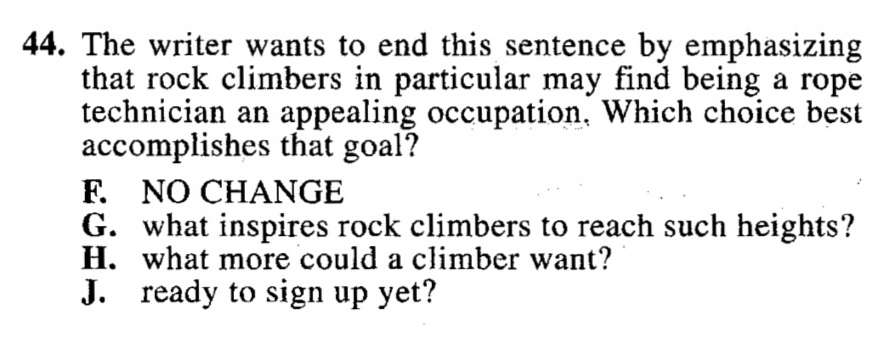 44. The writer wants to end this sentence by emphasizing
that rock climbers in particular may find being a rope
technician an appealing occupation. Which choice best
accomplishes that goal?
F. NO CHANGE
G. what inspires rock climbers to reach such heights?
H. what more could a climber want?
J. ready to sign up yet?